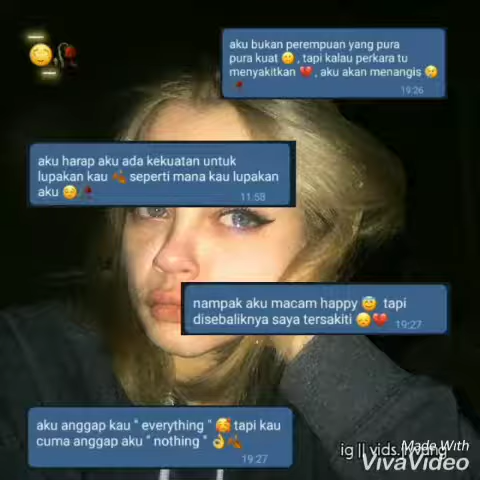 aku bukan perempuan yang pura
pura kuat 🙂 , tapi kalau perkara tu
menyakitkan 💔 , aku akan menangis 🥺
🥀
19:26
aku harap aku ada kekuatan untuk
lupakan kau 🍂 seperti mana kau lupakan
aku ☺️🥀
11:58
nampak aku macam happy 😇 tapi
disebaliknya saya tersakiti 😞💔
19:27
aku anggap kau " everything " 🥰 tapi kau
cuma anggap aku " nothing " 👌🍂
19:27
ig || vids.
Made With
VivaVideo